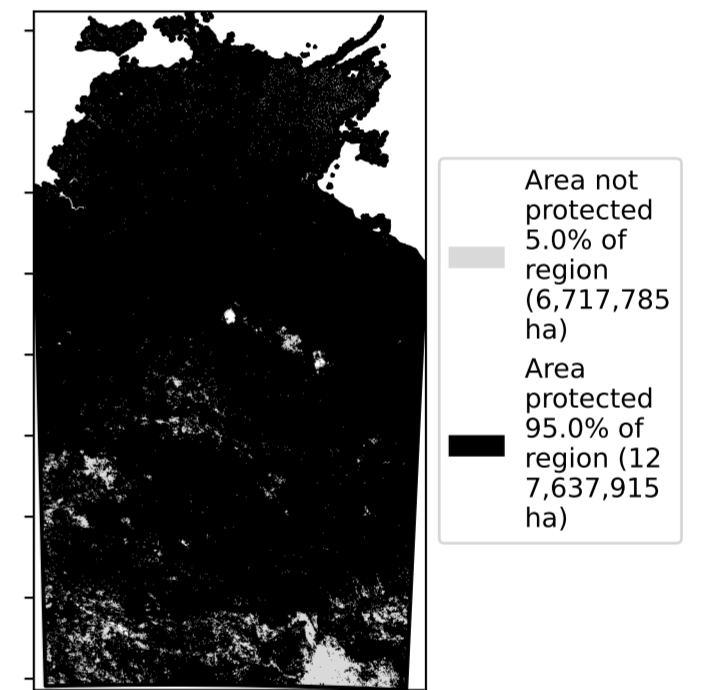 Area not
protected
5.0% of
region
(6,717,785
ha)
Area
protected
95.0% of
region (12
7,637,915
ha)